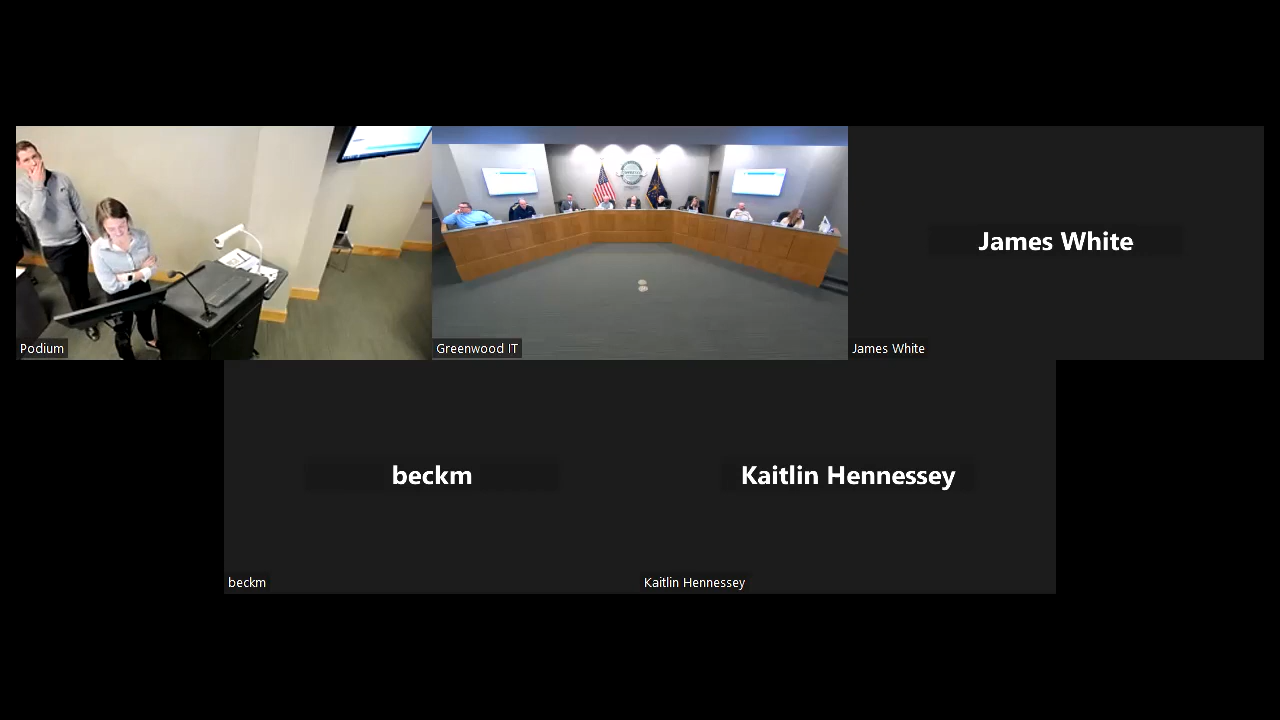 Podium
Greenwood IT
James White
James White
beckm
Kaitlin Hennessey
beckm
Kaitlin Hennessey